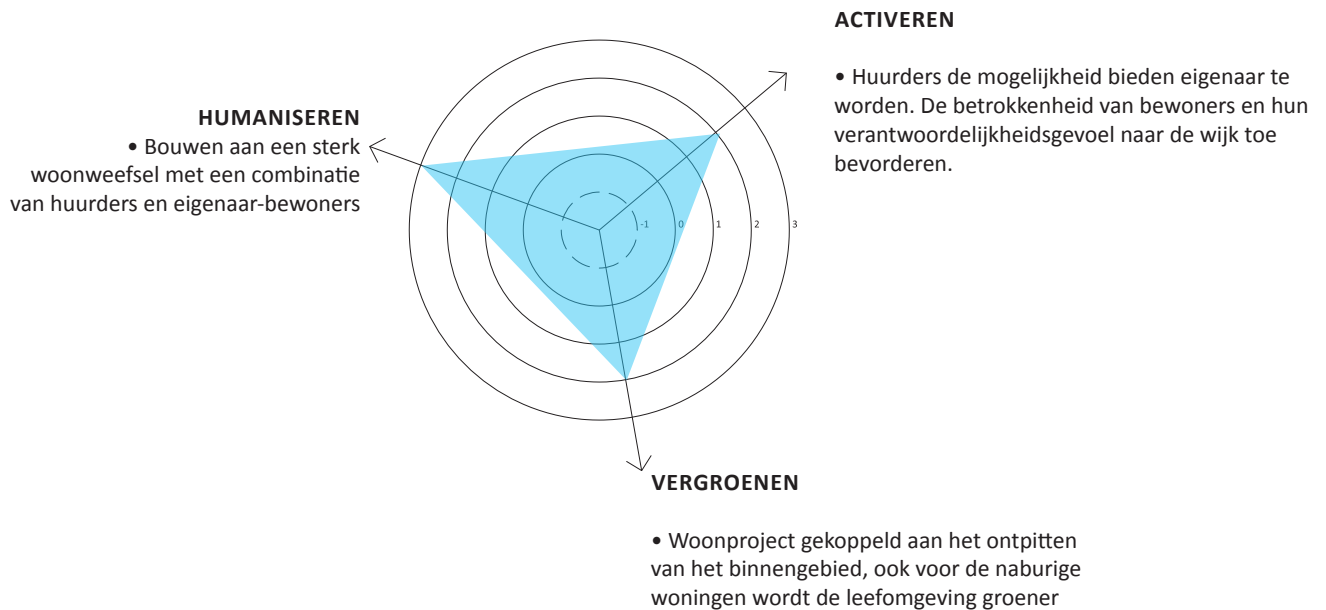 ACTIVEREN
• Huurders de mogelijkheid bieden eigenaar te
worden. De betrokkenheid van bewoners en hun
verantwoordelijkheidsgevoel naar de wijk toe
bevorderen.
HUMANISEREN
• Bouwen aan een sterk
woonweefsel met een combinatie
van huurders en eigenaar-bewoners
-1 0 1 2 3
VERGROENEN
• Woonproject gekoppeld aan het ontpitten
van het binnengebied, ook voor de naburige
woningen wordt de leefomgeving groener